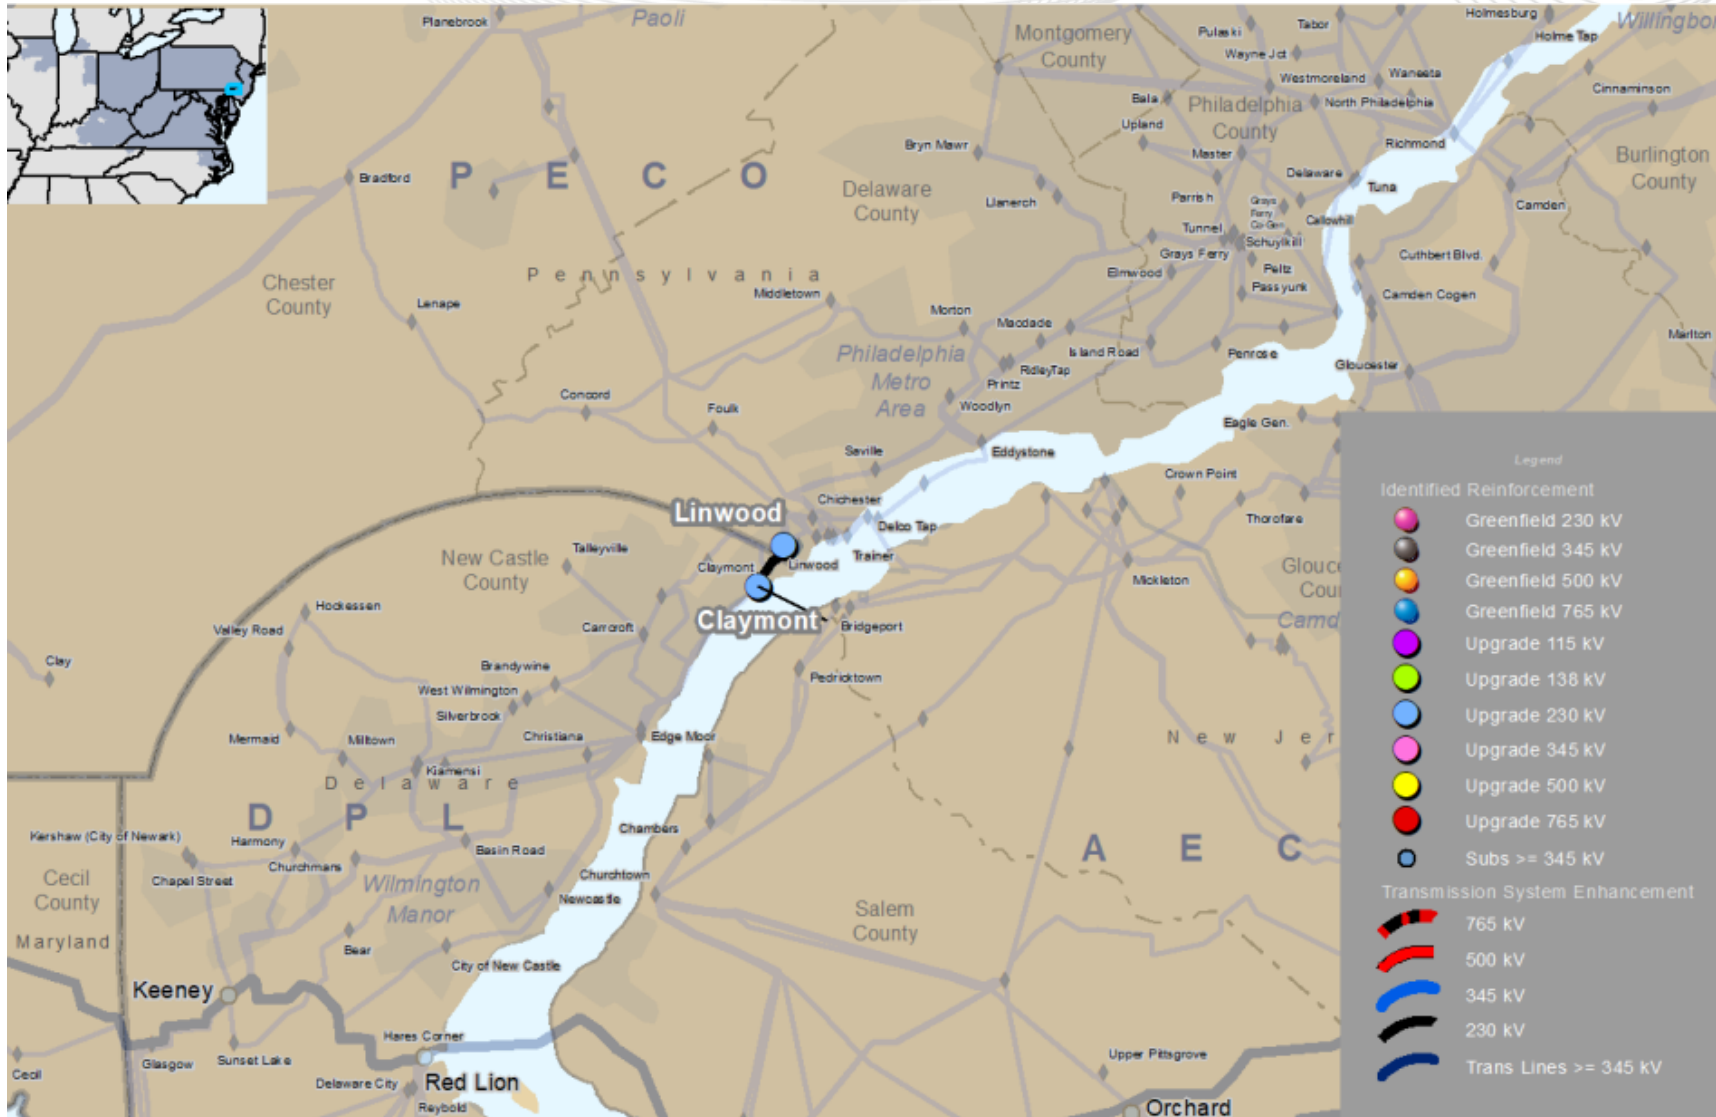 Planebrook
Paoli
Montgomery
County
Pulaski
Tabor
Holmesburg
Willingbor
Holme Tap
Wayne Jct
Westmoreland
Waneeta
Cinnaminson
Bala
Philadelphia
County
North Philadelphia
Upland
Bryn Mawr
Master
Richmond
Burlington
County
Bradford
P E C O
Delaware
County
Delaware
Tuna
Llanerch
Parrish
Grays
Ferry
Co-Gen
Callowhill
Camden
Tunnel
Schuylkill
Grays Ferry
Cuthbert Blvd.
Pennsylvania
Elmwood
Peltz
Chester
County
Middletown
Passyunk
Camden Cogen
Lenape
Morton
Macdade
Marlton
Philadelphia
Metro
Area
Island Road
Penrose
Gloucester
RidleyTap
Printz
Concord
Foulk
Woodlyn
Eagle Gen.
Saville
Eddystone
Crown Point
Linwood
Chichester
Delco Tap
Thorofare
New Castle
County
Talleyville
Claymont
Linwood
Trainer
Mickleton
Glouce
Cou
Hockessen
Claymont
Camd
Valley Road
Carrcroft
Bridgeport
Clay
Brandywine
Pedricktown
West Wilmington
Silverbrook
Mermaid
Milltown
Christiana
Edge Moor
New Jer
Kiamensi
Delaware
D P L
Kershaw (City of Newark)
Harmony
Chambers
A E C
Basin Road
Churchmans
Cecil
County
Chapel Street
Wilmington
Manor
Churchtown
Newcastle
Salem
County
Maryland
Bear
City of New Castle
Keeney
Hares Corner
Glasgow
Sunset Lake
Upper Pittsgrove
Cecil
Delaware City
Red Lion
Reybold
Orchard
Legend
Identified Reinforcement
Greenfield 230 kV
Greenfield 345 kV
Greenfield 500 kV
Greenfield 765 kV
Upgrade 115 kV
Upgrade 138 kV
Upgrade 230 kV
Upgrade 345 kV
Upgrade 500 kV
Upgrade 765 kV
Subs >= 345 kV
Transmission System Enhancement
765 kV
500 kV
345 kV
230 kV
Trans Lines >= 345 kV